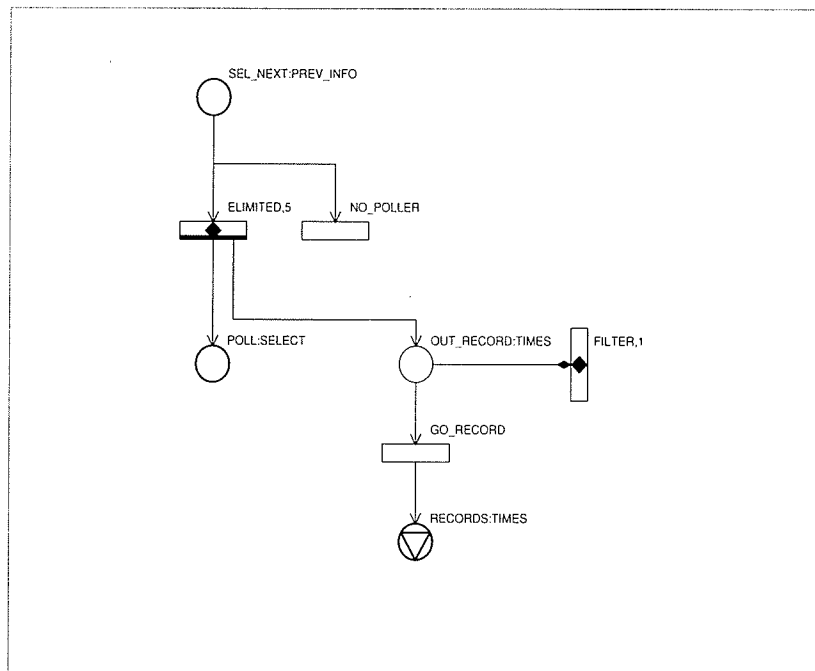 SEL_NEXT:PREV_INFO
ELIMITED,5
NO_POLLER
POLL:SELECT
OUT_RECORD:TIMES
FILTER,1
GO_RECORD
RECORDS:TIMES